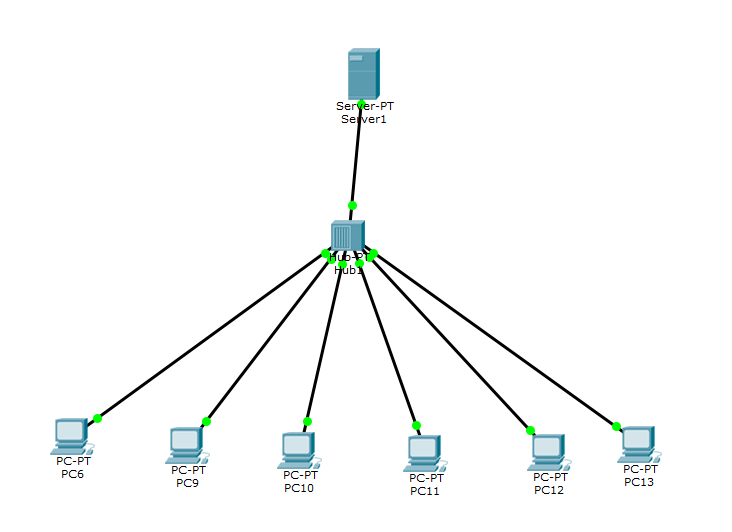 Server-PT
Server1
Hub-PT
Hub1
PC-PT
PC6
PC-PT
PC9
PC-PT
PC10
PC-PT
PC11
PC-PT
PC12
PC-PT
PC13